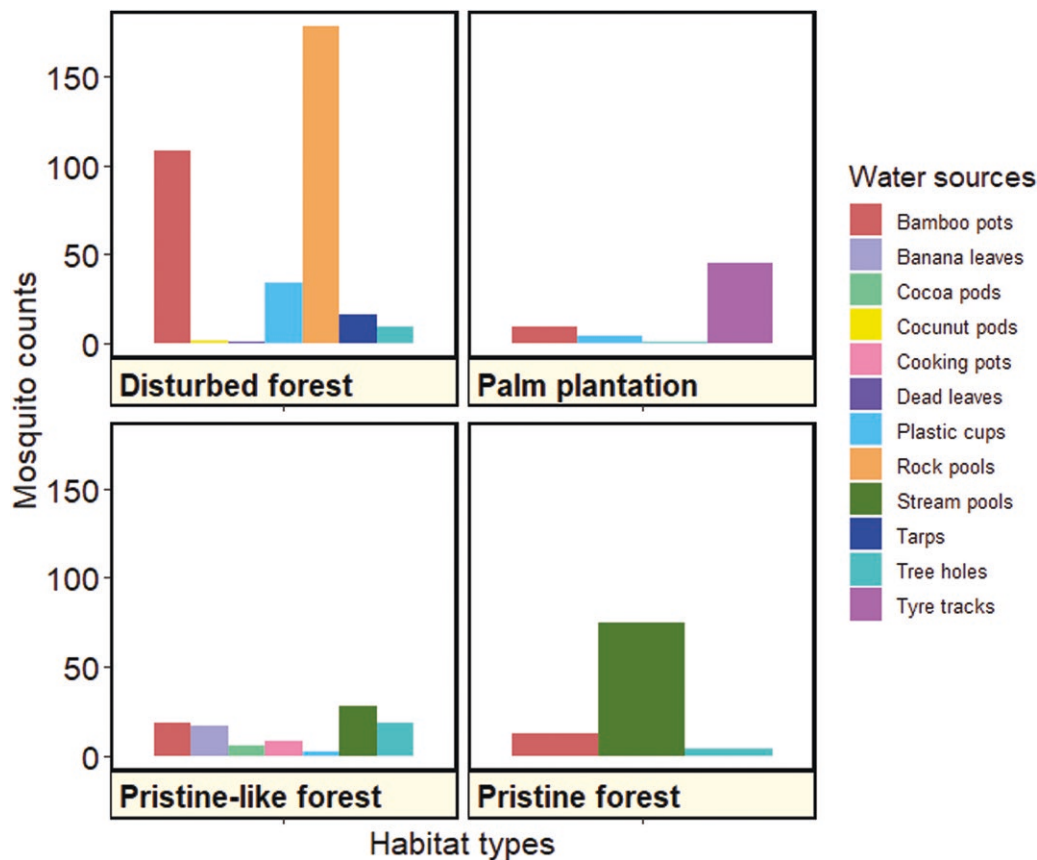 150
100
50
0
Disturbed forest
Palm plantation
150
100
50
0
Pristine-like forest
Pristine forest
Mosquito counts
Habitat types
Water sources
Bamboo pots
Banana leaves
Cocoa pods
Cocunut pods
Cooking pots
Dead leaves
Plastic cups
Rock pools
Stream pools
Tarps
Tree holes
Tyre tracks